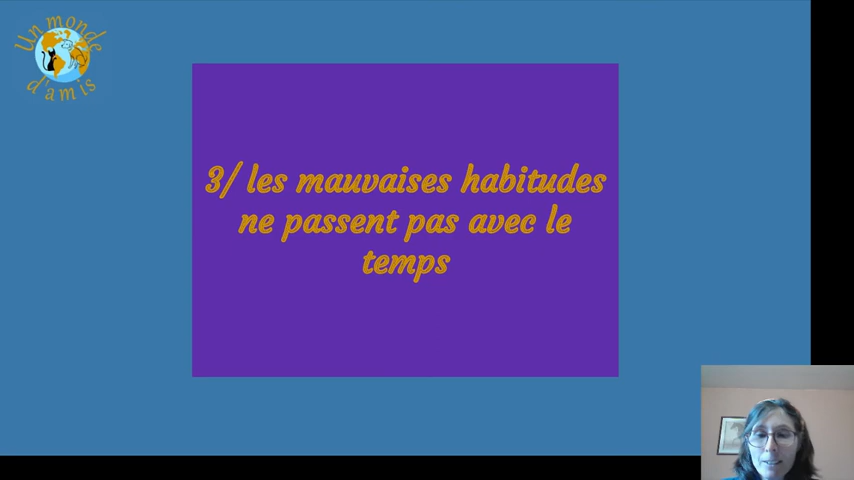 Un monde
d'amis
3/ les mauvaises habitudes
ne passent pas avec le
temps